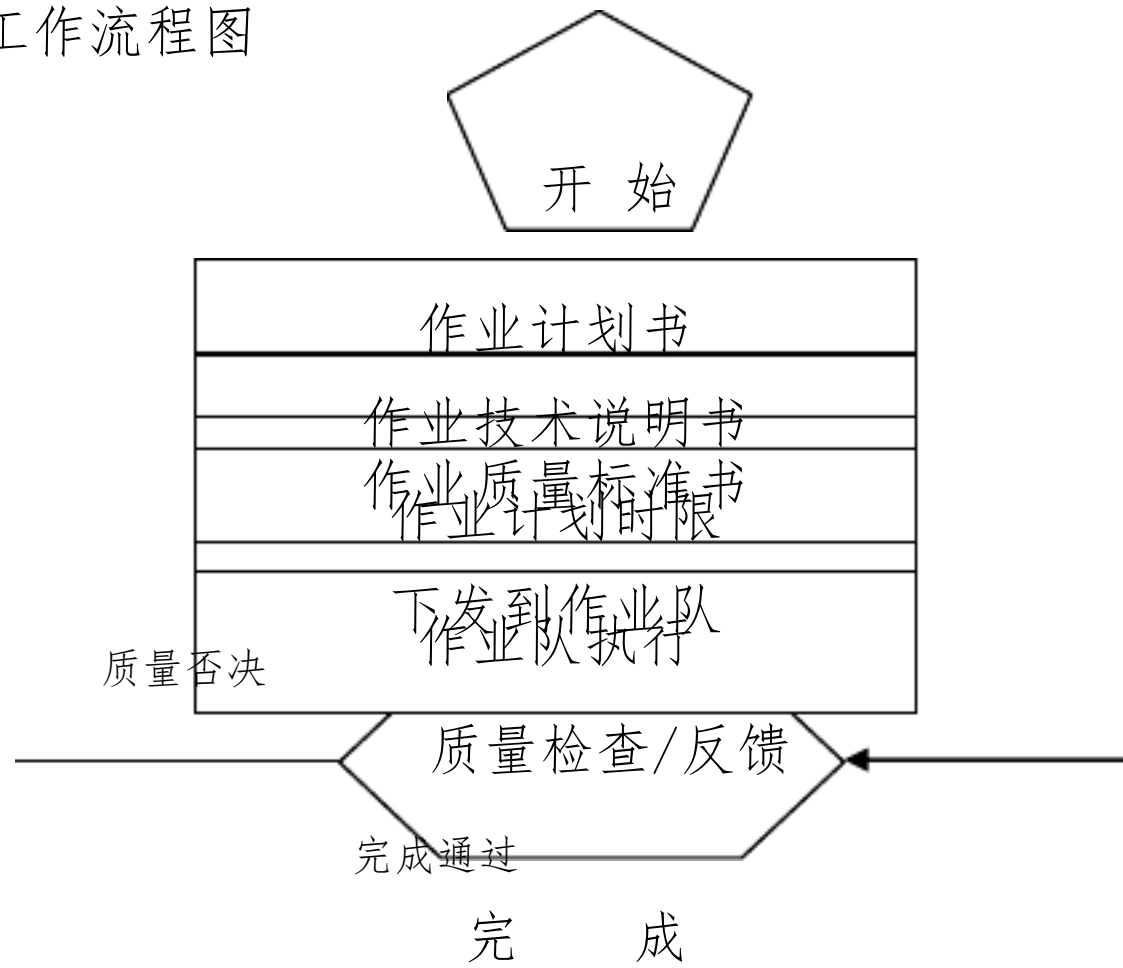 工作流程图
开 始
作业计划书
作业技术说明书
作业质量标准书
作业计划时限
下发到作业队
作业队执行
质量否决
质量检查/反馈
完成通过
完 成